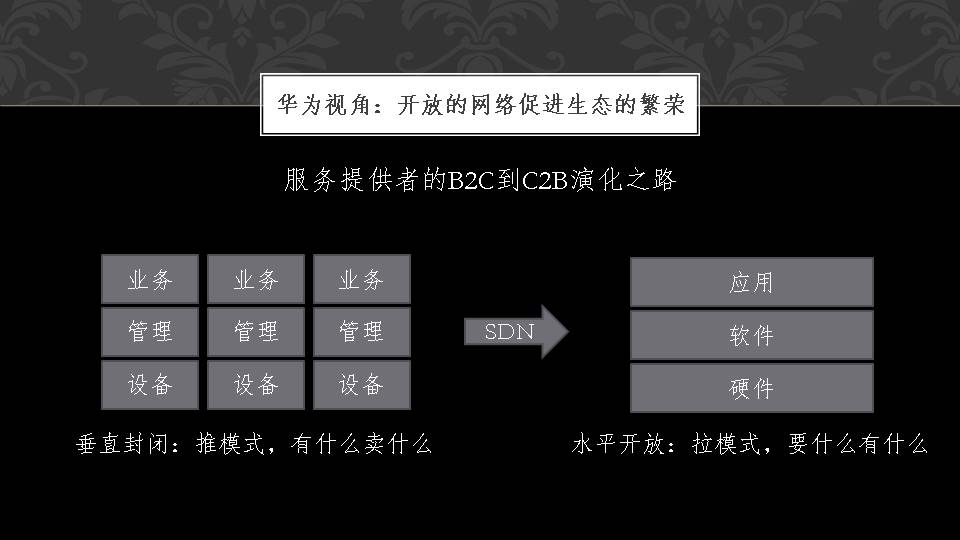 华为视角：开放的网络促进生态的繁荣
服务提供者的B2C到C2B演化之路
业务 业务 业务
管理 管理 管理
设备 设备 设备
垂直封闭：推模式，有什么卖什么
SDN
应用
软件
硬件
水平开放：拉模式，要什么有什么